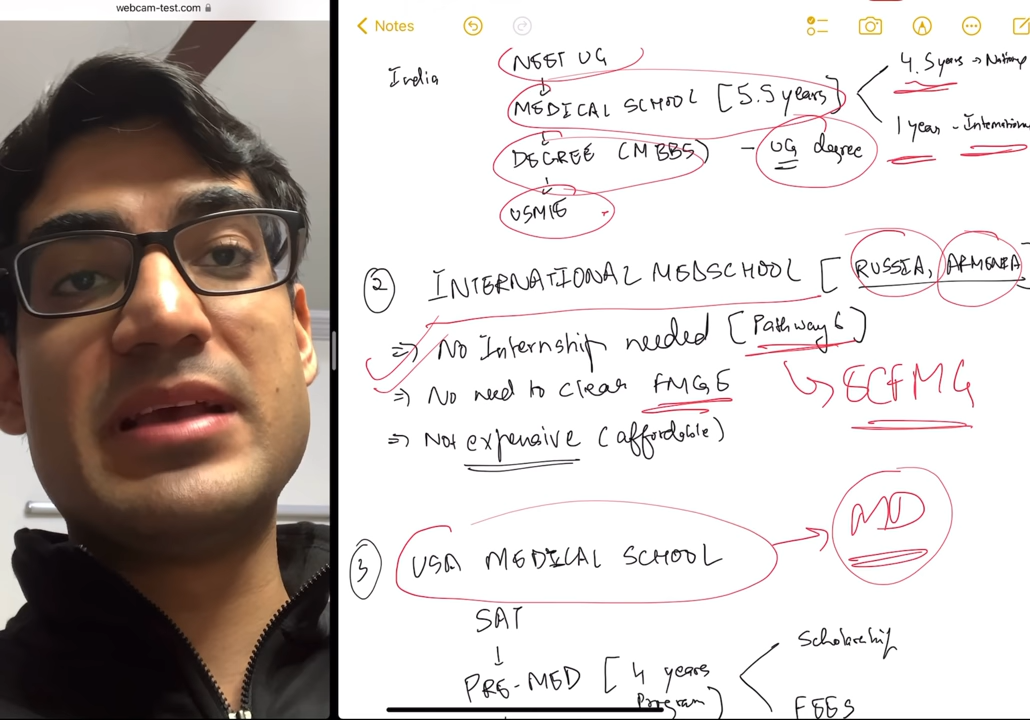 webcam-test.com
Notes
India
NEET UG
MEDICAL SCHOOL [5.5 years]
4.5 years →
1 year - International
DEGREE (MBBS) - UG degree
USMLE
② INTERNATIONAL MEDSCHOOL [RUSSIA, ARMENIA]
⇒ No Internship needed [Pathway 6]
⇒ No need to clear FMGE
ECFMG
⇒ Not expensive (affordable)
MD
③ USA MEDICAL SCHOOL
SAT
PRE-MED [4 years
Program]
Scholarship
FEES